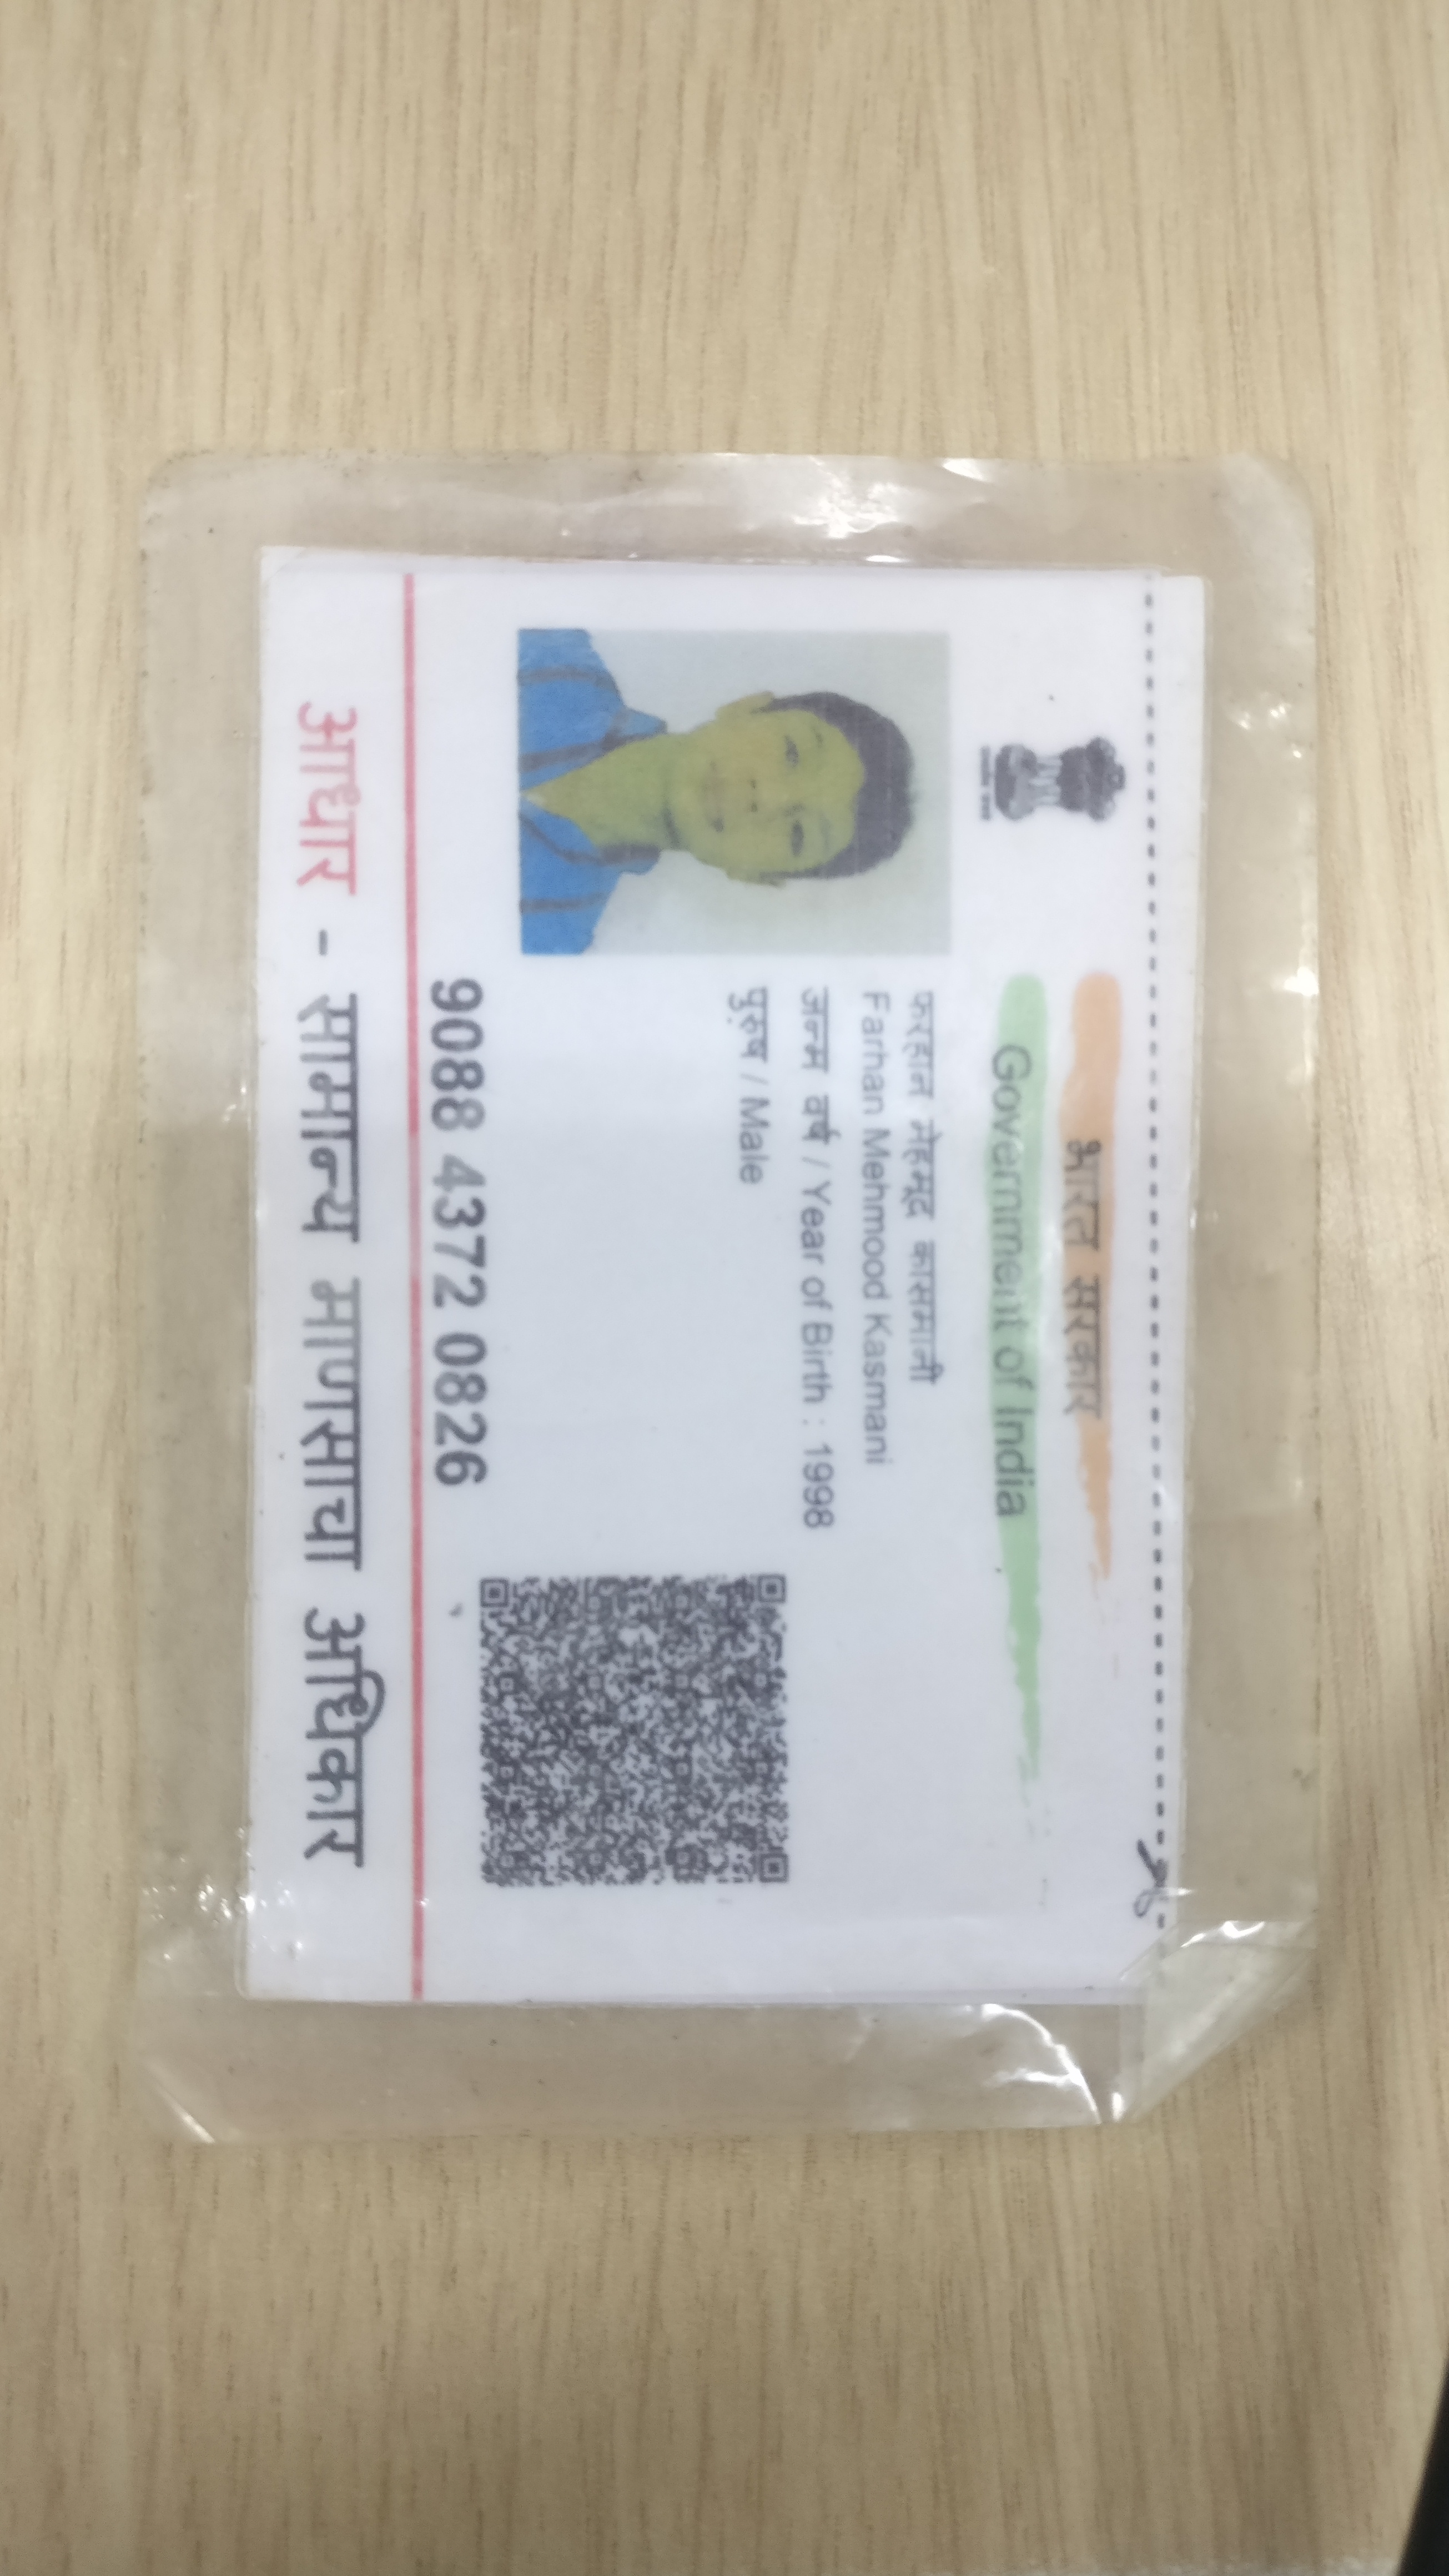 भारत सरकार
Government of India
फरहान मेहमूद कासमानी
Farhan Mehmood Kasmani
जन्म वर्ष / Year of Birth : 1998
पुरुष / Male
9088 4372 0826
आधार - सामान्य माणसाचा अधिकार